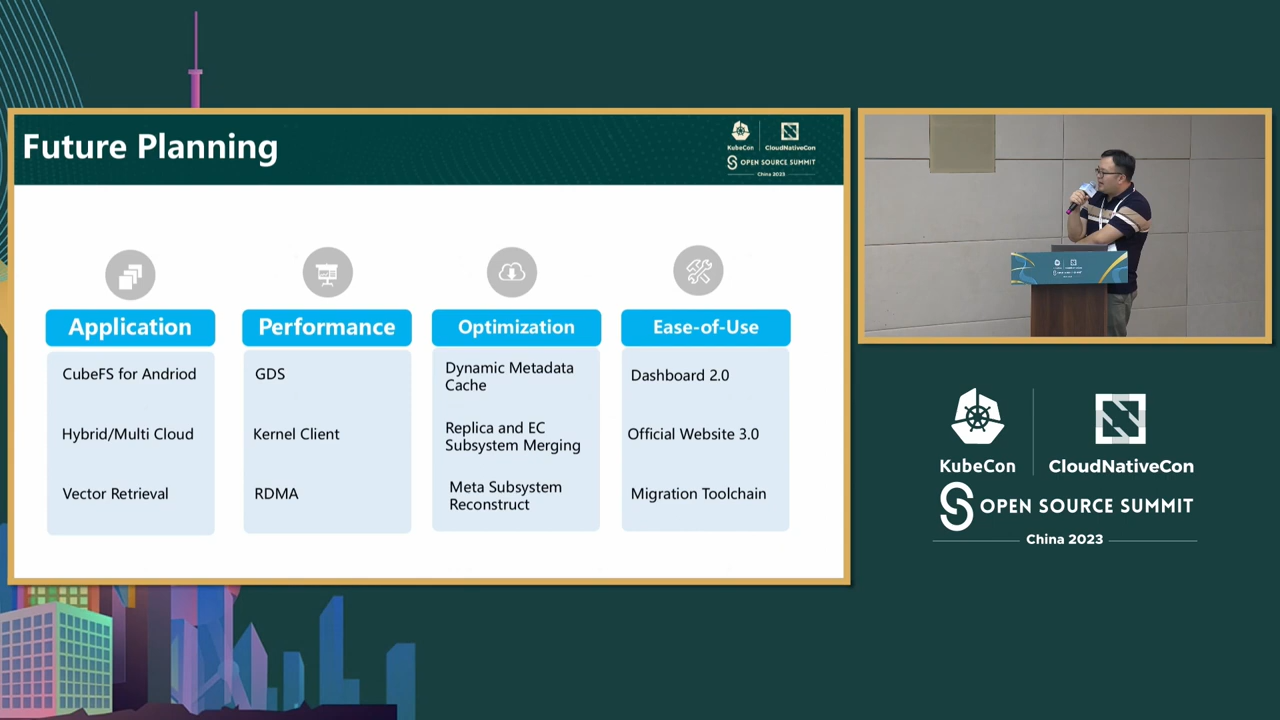 Future Planning
KubeCon
CloudNativeCon
OPEN SOURCE SUMMIT
China 2023
Application
CubeFS for Andriod
Hybrid/Multi Cloud
Vector Retrieval
Performance
GDS
Kernel Client
RDMA
Optimization
Dynamic Metadata
Cache
Replica and EC
Subsystem Merging
Meta Subsystem
Reconstruct
Ease-of-Use
Dashboard 2.0
Official Website 3.0
Migration Toolchain
KubeCon
CloudNativeCon
OPEN SOURCE SUMMIT
China 2023